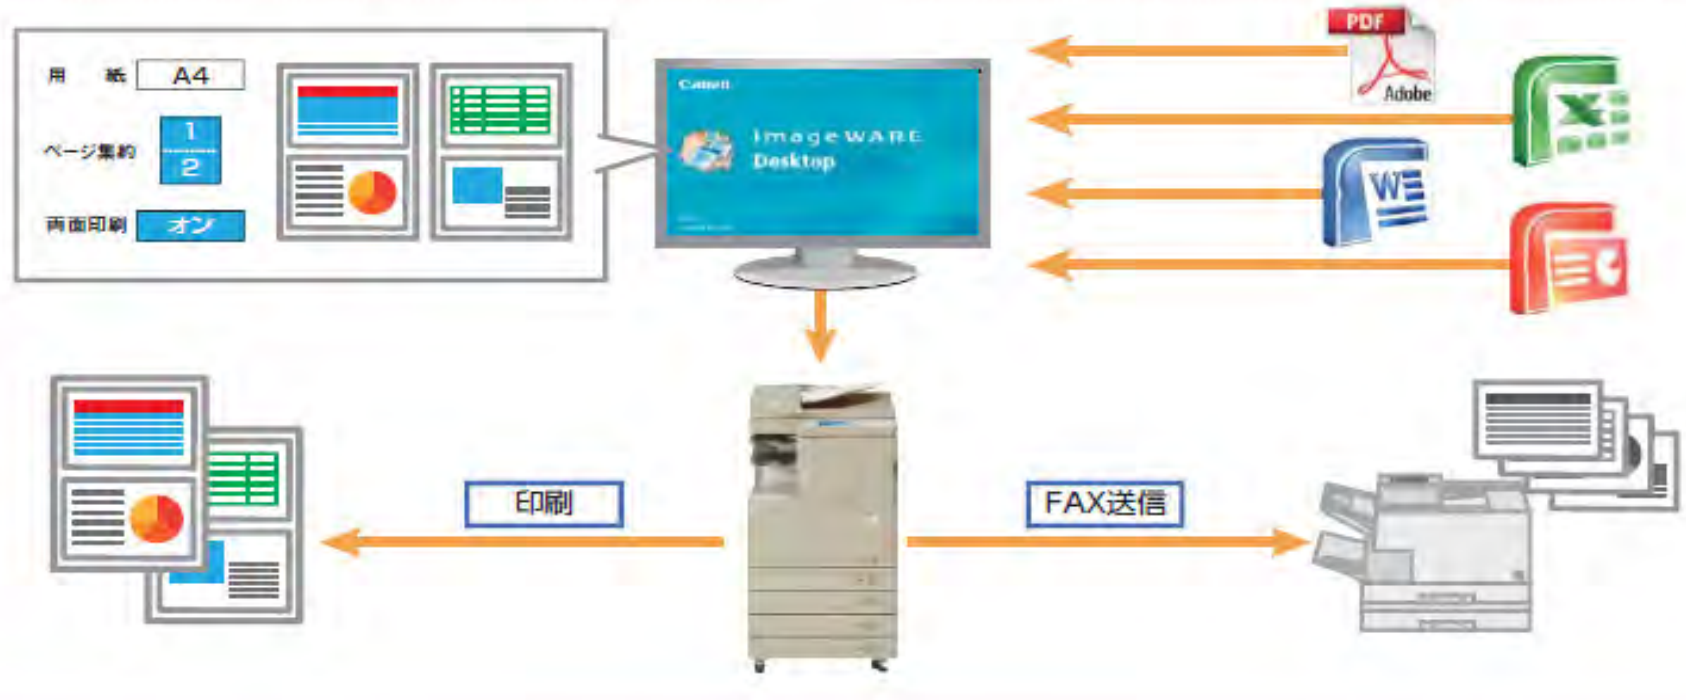 用 紙 A4
ページ集約 1
2
両面印刷 オン
Canon
imageWARE
Desktop
PDF
Adobe
印刷
FAX送信